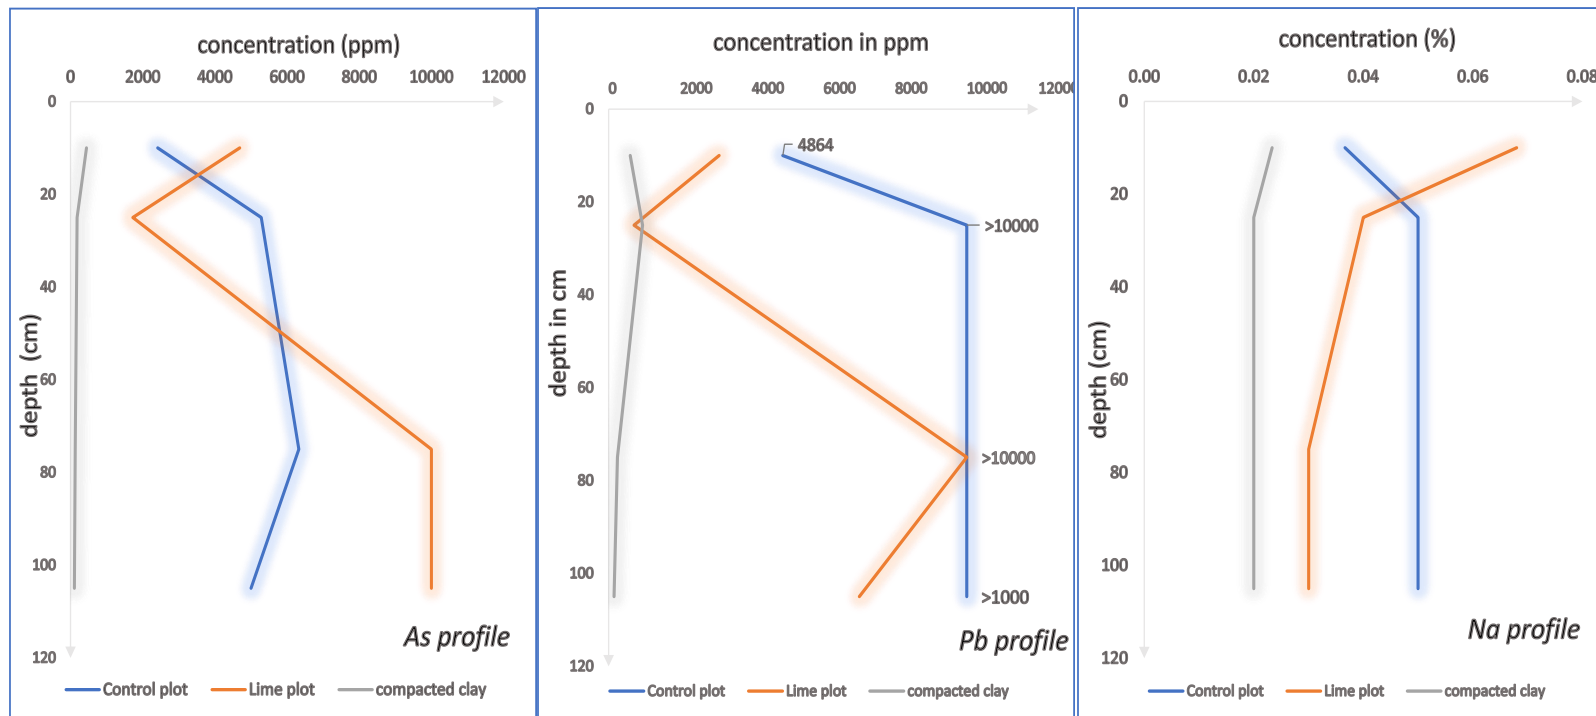 concentration (ppm)
0 2000 4000 6000 8000 10000 12000
0
20
40
60
80
100
120
depth (cm)
As profile
Control plot Lime plot compacted clay
concentration in ppm
0 2000 4000 6000 8000 10000 1200
0
20
40
60
80
100
120
depth in cm
4864
>10000
>10000
>1000
Pb profile
Control plot Lime plot compacted clay
concentration (%)
0.00 0.02 0.04 0.06 0.08
0
20
40
60
80
100
120
depth (cm)
Na profile
Control plot Lime plot compacted clay